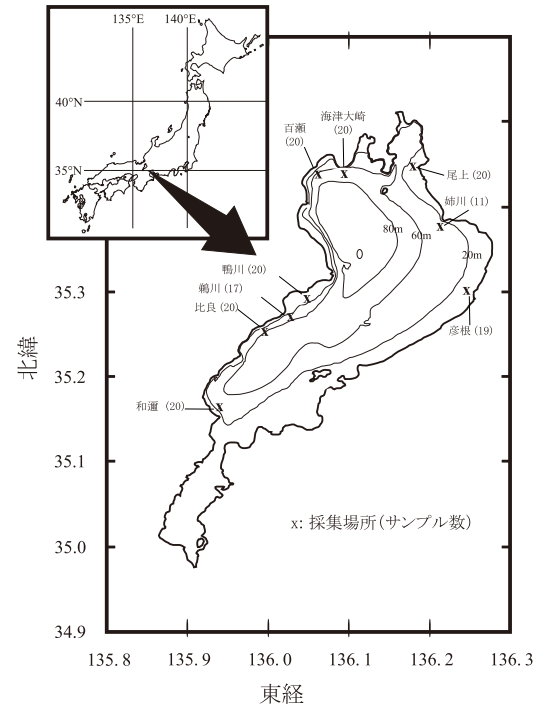 135°E
140°E
40°N
35°N
海津大崎
(20)
百瀬
(20)
尾上(20)
姉川(11)
80m
60m
20m
鴨川(20)
鵜川(17)
比良(20)
彦根(19)
和邇 (20)
35.3
35.2
35.1
35.0
34.9
北緯
x: 採集場所(サンプル数)
135.8
135.9
136.0
136.1
136.2
136.3
東経